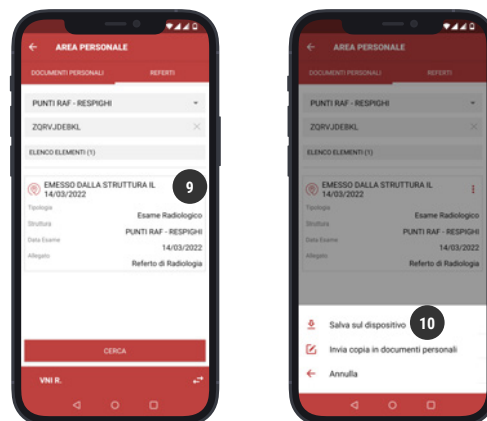 AREA PERSONALE
DOCUMENTI PERSONALI REFERTI
PUNTI RAF - RESPIGHI
ZQRVJDEBKL
ELENCO ELEMENTI (1)
EMESSO DALLA STRUTTURA IL 14/03/2022
9
Tipologia
Esame Radiologico
Struttura
PUNTI RAF - RESPIGHI
Data Esame
14/03/2022
Allegato
Referto di Radiologia
CERCA
VNI R.
AREA PERSONALE
DOCUMENTI PERSONALI REFERTI
PUNTI RAF - RESPIGHI
ZQRVJDEBKL
ELENCO ELEMENTI (1)
EMESSO DALLA STRUTTURA IL
14/03/2022
Tipologia
Esame Radiologico
Struttura
PUNTI RAF - RESPIGHI
Data Esame
14/03/2022
Allegato
Referto di Radiologia
Salva sul dispositivo
10
Invia copia in documenti personali
Annulla